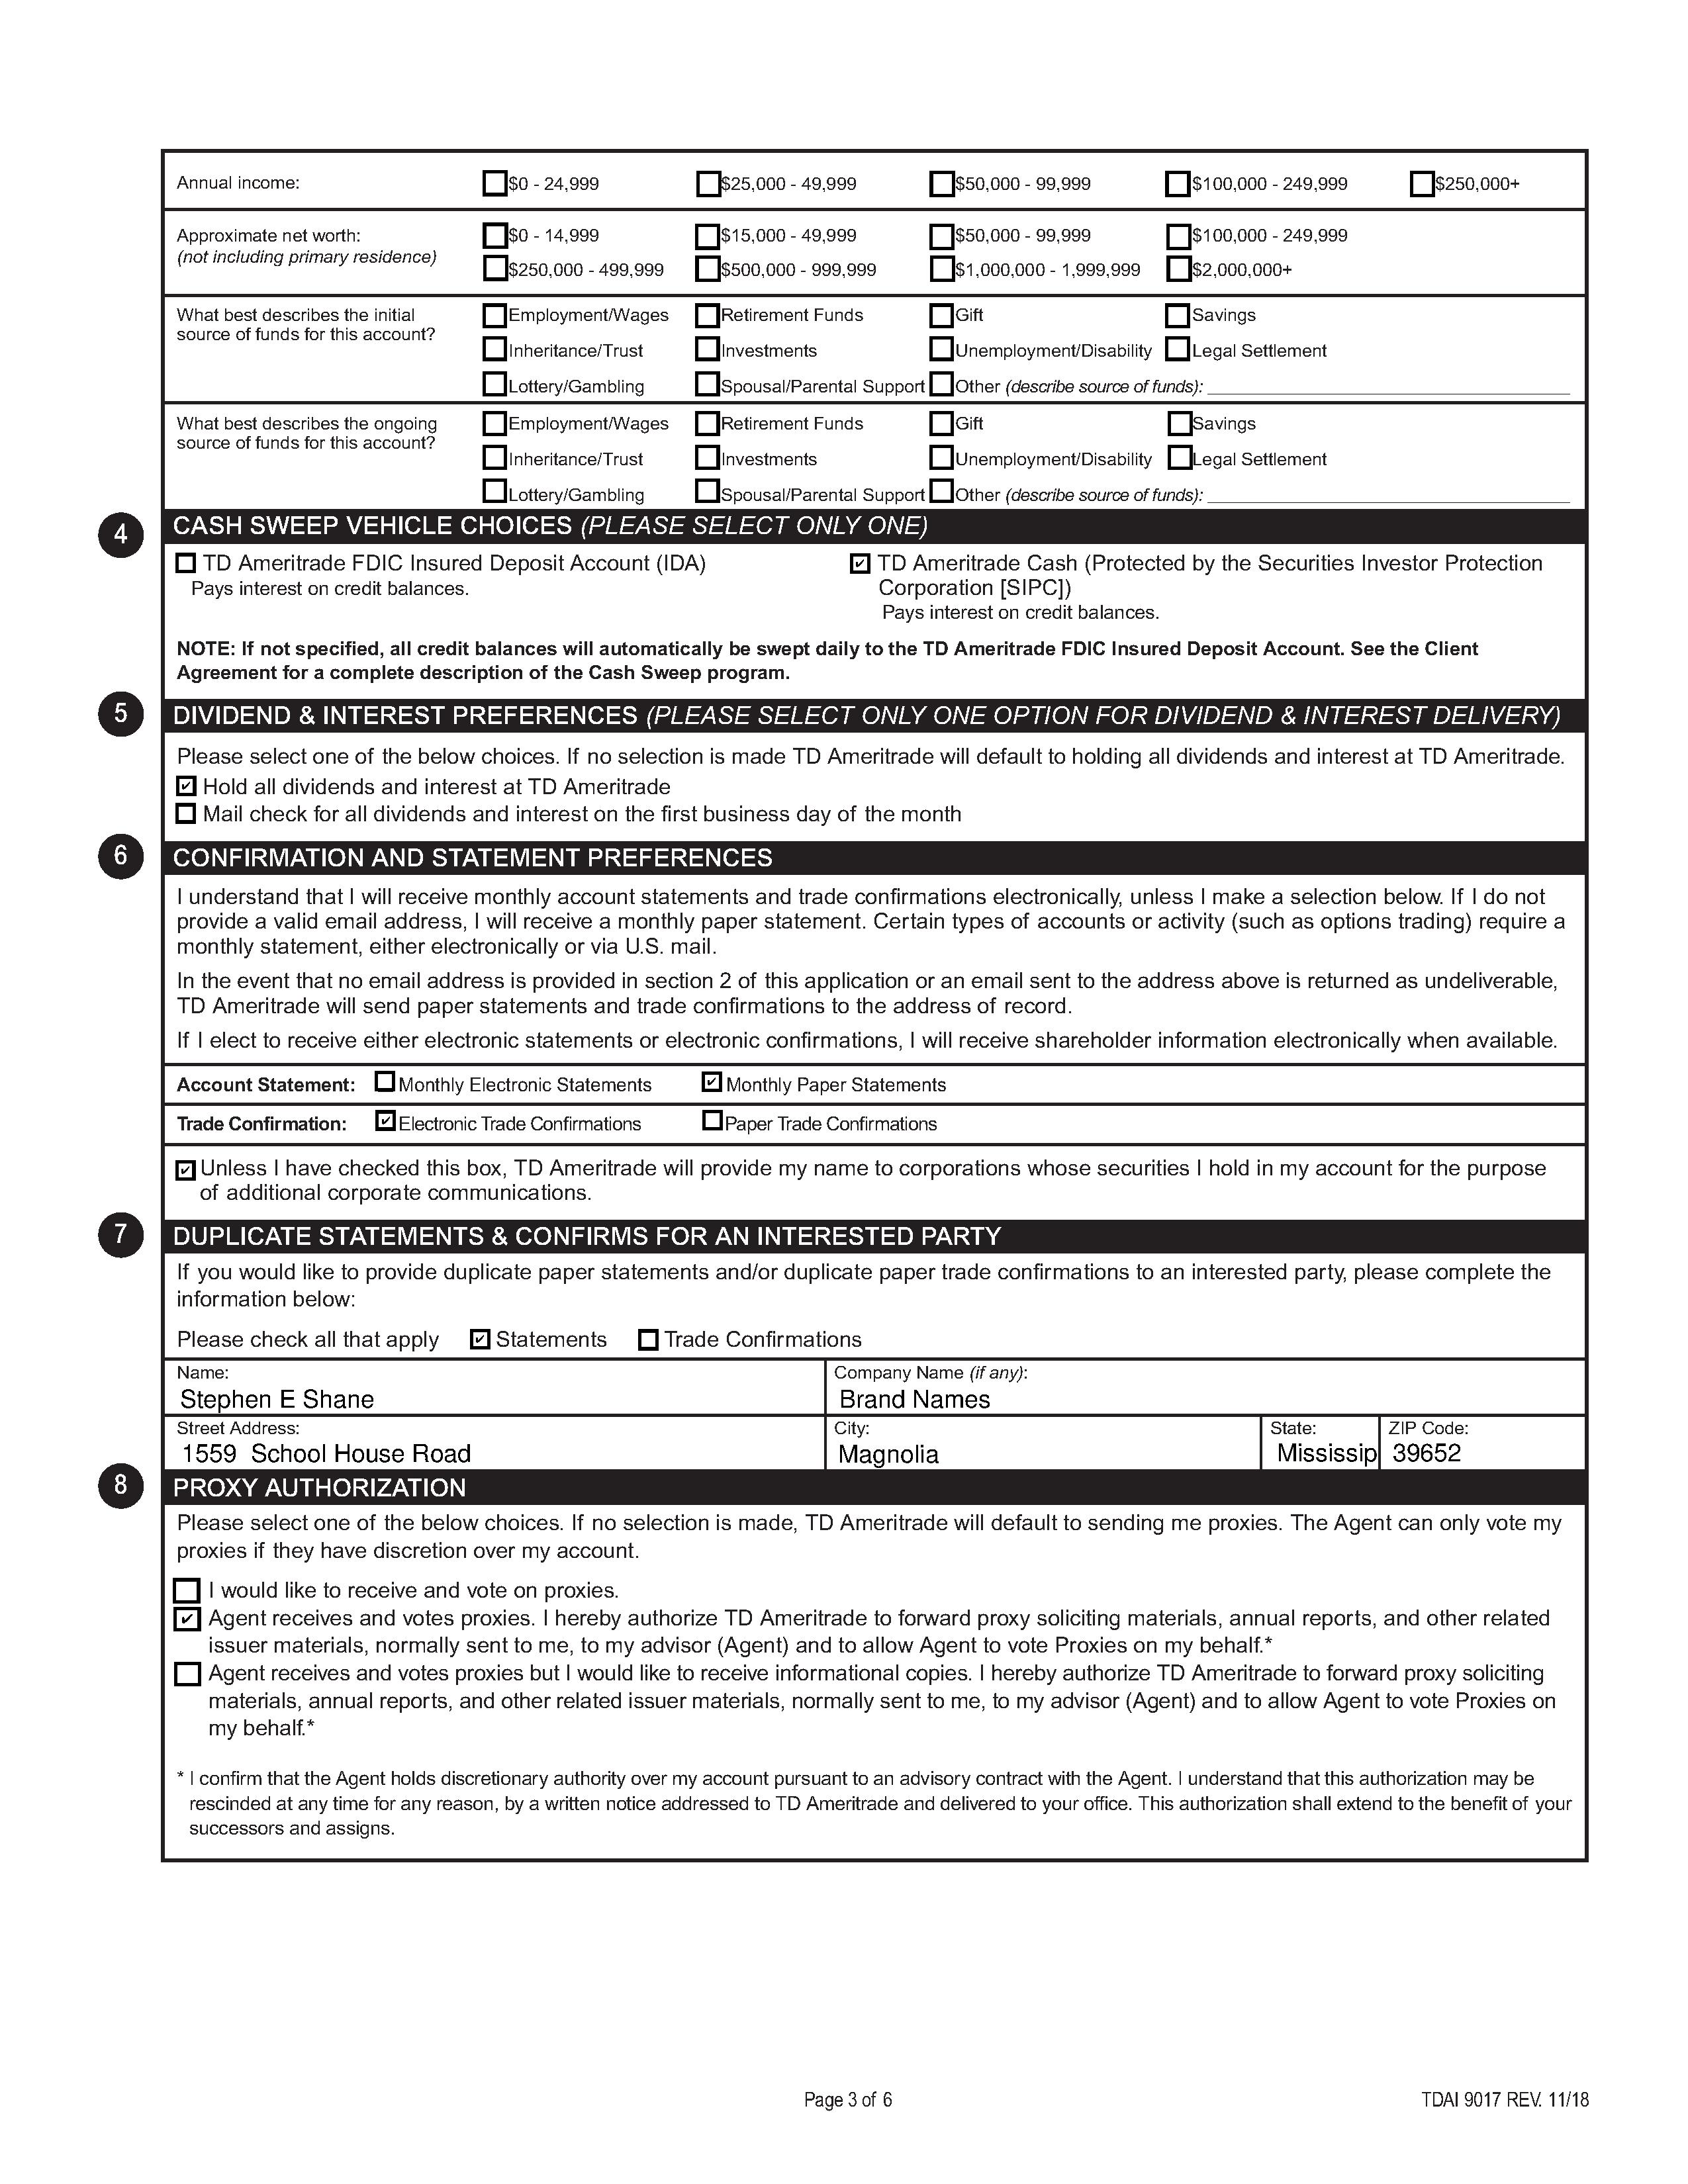 Annual income: $0 - 24,999 $25,000 - 49,999 $50,000 - 99,999 $100,000 - 249,999 $250,000+
Approximate net worth: $0 - 14,999 $15,000 - 49,999 $50,000 - 99,999 $100,000 - 249,999
(not including primary residence) $250,000 - 499,999 $500,000 - 999,999 $1,000,000 - 1,999,999 $2,000,000+
What best describes the initial Employment/Wages Retirement Funds Gift Savings
source of funds for this account? Inheritance/Trust Investments Unemployment/Disability Legal Settlement
Lottery/Gambling Spousal/Parental Support Other (describe source of funds):
What best describes the ongoing Employment/Wages Retirement Funds Gift Savings
source of funds for this account? Inheritance/Trust Investments Unemployment/Disability Legal Settlement
Lottery/Gambling Spousal/Parental Support Other (describe source of funds):
4 CASH SWEEP VEHICLE CHOICES (PLEASE SELECT ONLY ONE)
TD Ameritrade FDIC Insured Deposit Account (IDA)
Pays interest on credit balances.
TD Ameritrade Cash (Protected by the Securities Investor Protection
Corporation [SIPC])
Pays interest on credit balances.
NOTE: If not specified, all credit balances will automatically be swept daily to the TD Ameritrade FDIC Insured Deposit Account. See the Client
Agreement for a complete description of the Cash Sweep program.
5 DIVIDEND & INTEREST PREFERENCES (PLEASE SELECT ONLY ONE OPTION FOR DIVIDEND & INTEREST DELIVERY)
Please select one of the below choices. If no selection is made TD Ameritrade will default to holding all dividends and interest at TD Ameritrade.
Hold all dividends and interest at TD Ameritrade
Mail check for all dividends and interest on the first business day of the month
6 CONFIRMATION AND STATEMENT PREFERENCES
I understand that I will receive monthly account statements and trade confirmations electronically, unless I make a selection below. If I do not
provide a valid email address, I will receive a monthly paper statement. Certain types of accounts or activity (such as options trading) require a
monthly statement, either electronically or via U.S. mail.
In the event that no email address is provided in section 2 of this application or an email sent to the address above is returned as undeliverable,
TD Ameritrade will send paper statements and trade confirmations to the address of record.
If I elect to receive either electronic statements or electronic confirmations, I will receive shareholder information electronically when available.
Account Statement: Monthly Electronic Statements Monthly Paper Statements
Trade Confirmation: Electronic Trade Confirmations Paper Trade Confirmations
Unless I have checked this box, TD Ameritrade will provide my name to corporations whose securities I hold in my account for the purpose
of additional corporate communications.
7 DUPLICATE STATEMENTS & CONFIRMS FOR AN INTERESTED PARTY
If you would like to provide duplicate paper statements and/or duplicate paper trade confirmations to an interested party, please complete the
information below:
Please check all that apply Statements Trade Confirmations
Name: Company Name (if any):
Stephen E Shane Brand Names
Street Address: City: State: ZIP Code:
1559 School House Road Magnolia Mississip 39652
8 PROXY AUTHORIZATION
Please select one of the below choices. If no selection is made, TD Ameritrade will default to sending me proxies. The Agent can only vote my
proxies if they have discretion over my account.
I would like to receive and vote on proxies.
Agent receives and votes proxies. I hereby authorize TD Ameritrade to forward proxy soliciting materials, annual reports, and other related
issuer materials, normally sent to me, to my advisor (Agent) and to allow Agent to vote Proxies on my behalf.*
Agent receives and votes proxies but I would like to receive informational copies. I hereby authorize TD Ameritrade to forward proxy soliciting
materials, annual reports, and other related issuer materials, normally sent to me, to my advisor (Agent) and to allow Agent to vote Proxies on
my behalf.*
* I confirm that the Agent holds discretionary authority over my account pursuant to an advisory contract with the Agent. I understand that this authorization may be
rescinded at any time for any reason, by a written notice addressed to TD Ameritrade and delivered to your office. This authorization shall extend to the benefit of your
successors and assigns.
Page 3 of 6 TDAI 9017 REV. 11/18